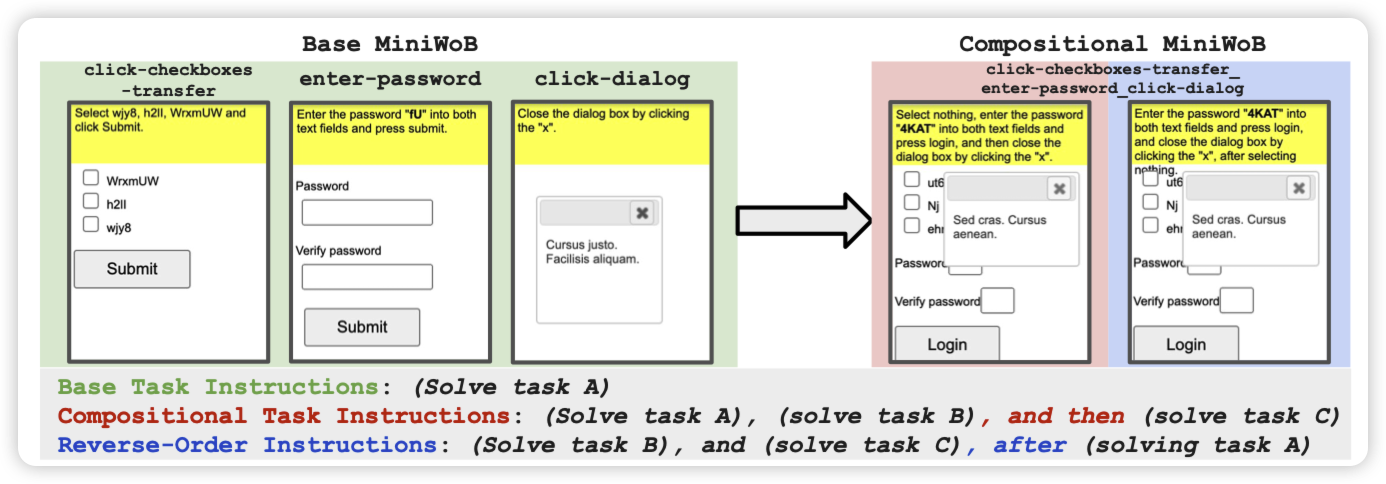 Base MiniWoB
click-checkboxes
-transfer
enter-password
click-dialog
Select wjy8, h2lI, WrxmUW and
click Submit.
WrxmUW
h2lI
wjy8
Submit
Enter the password "fU" into both
text fields and press submit.
Password
Verify password
Submit
Close the dialog box by clicking
the "x".
Cursus justo.
Facilisis aliquam.
Compositional MiniWoB
click-checkboxes-transfer_
enter-password_click-dialog
Select nothing, enter the password
"4KAT" into both text fields and
press login, and then close the
dialog box by clicking the "x".
ut6
Nj
ehr
Sed cras. Cursus
aenean.
Password
Verify password
Login
Enter the password "4KAT" into
both text fields and press login,
and close the dialog box by
clicking the "x", after selecting
nothing.
ut6
Nj
ehr
Sed cras. Cursus
aenean.
Password
Verify password
Login
Base Task Instructions: (Solve task A)
Compositional Task Instructions: (Solve task A), (solve task B), and then (solve task C)
Reverse-Order Instructions: (Solve task B), and (solve task C), after (solving task A)